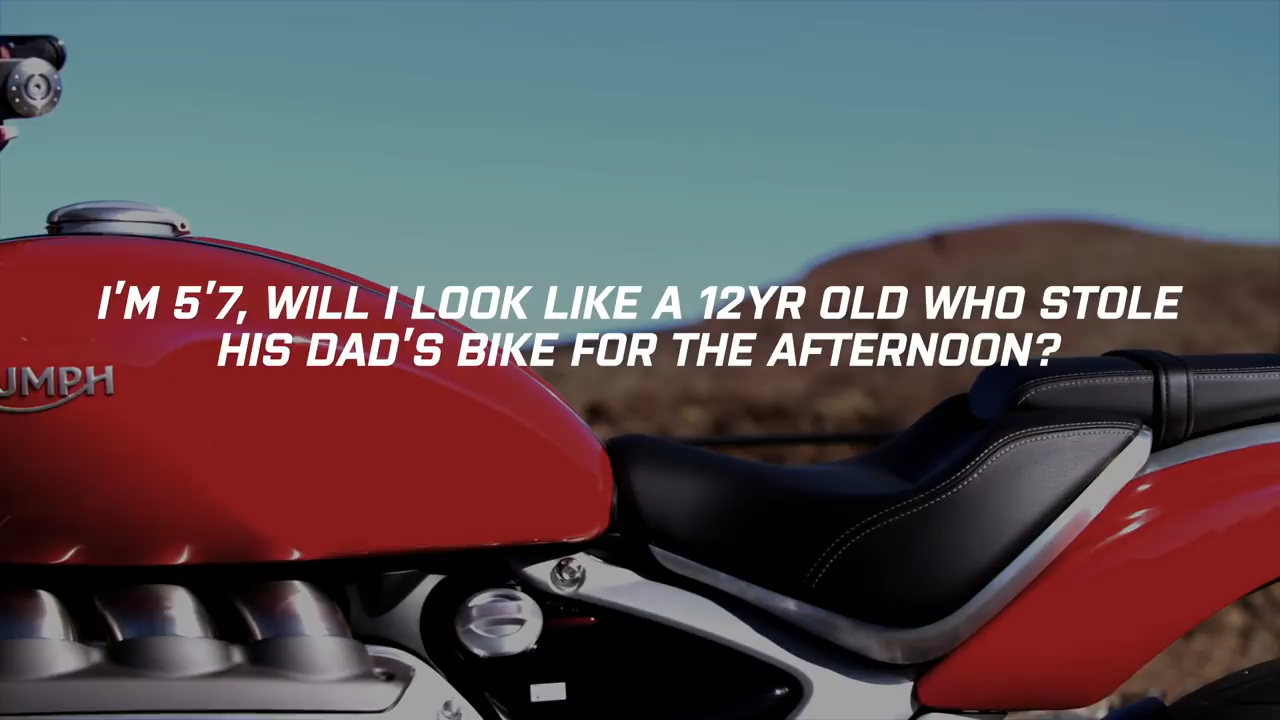 I'M 5'7, WILL I LOOK LIKE A 12YR OLD WHO STOLE
HIS DAD'S BIKE FOR THE AFTERNOON?
UMPH